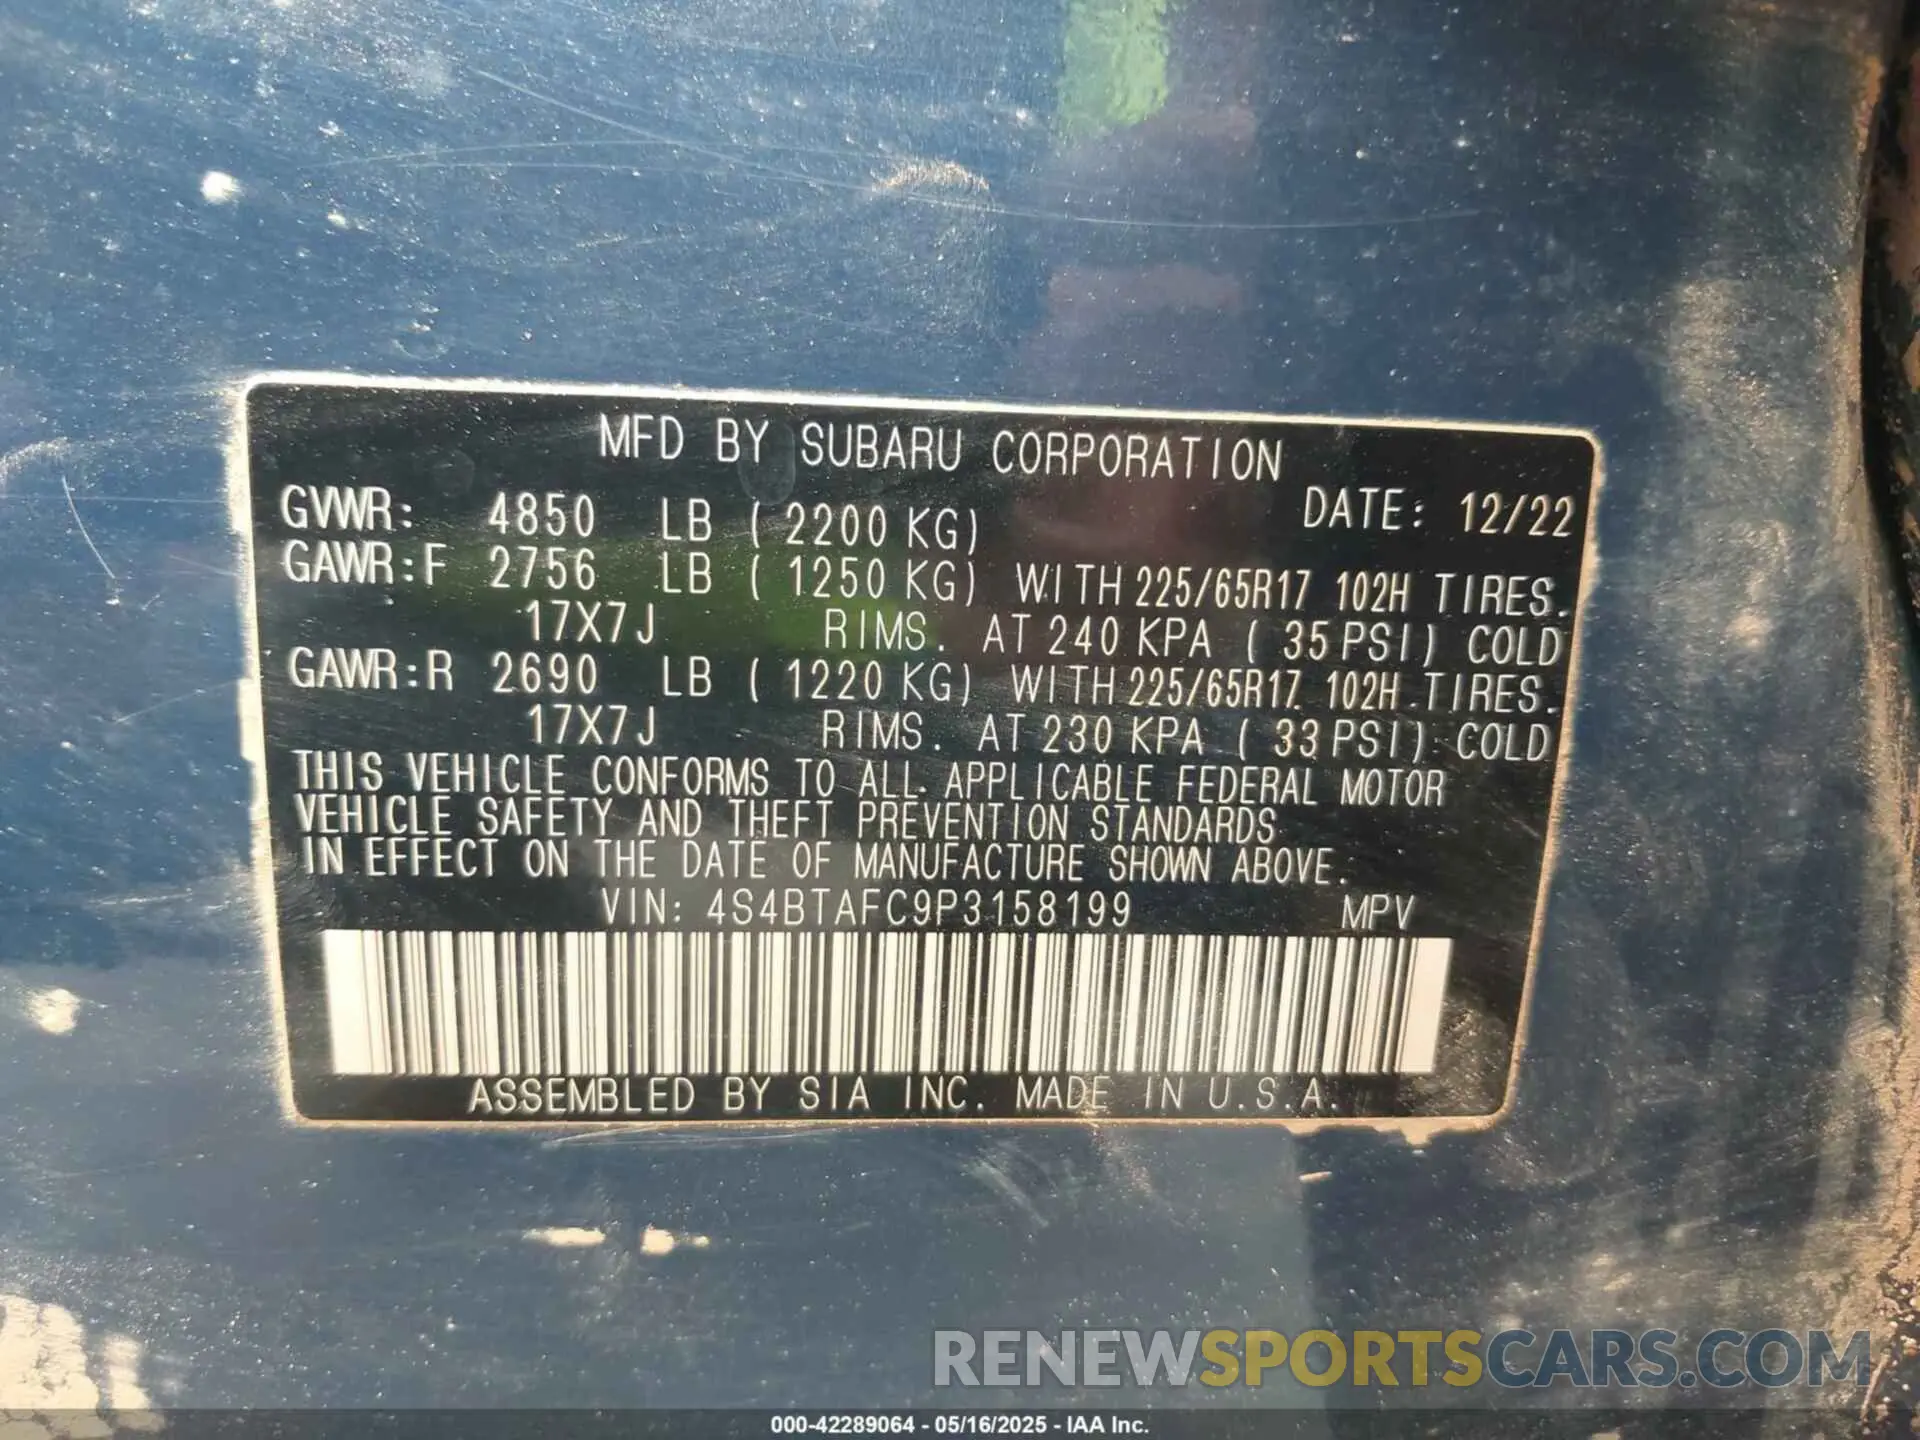 MFD BY SUBARU CORPORATION
GVWR: 4850 LB ( 2200 KG) DATE: 12/22
GAWR:F 2756 LB ( 1250 KG) WITH 225/65R17 102H TIRES.
17X7J RIMS. AT 240 KPA ( 35 PSI) COLD
GAWR:R 2690 LB ( 1220 KG) WITH 225/65R17 102H TIRES.
17X7J RIMS. AT 230 KPA ( 33 PSI) COLD
THIS VEHICLE CONFORMS TO ALL APPLICABLE FEDERAL MOTOR
VEHICLE SAFETY AND THEFT PREVENTION STANDARDS
IN EFFECT ON THE DATE OF MANUFACTURE SHOWN ABOVE.
VIN: 4S4BTAFC9P3158199 MPV
ASSEMBLED BY SIA INC. MADE IN U.S.A.
RENEWSPORTSCARS.COM
000-42289064 - 05/16/2025 - IAA Inc.